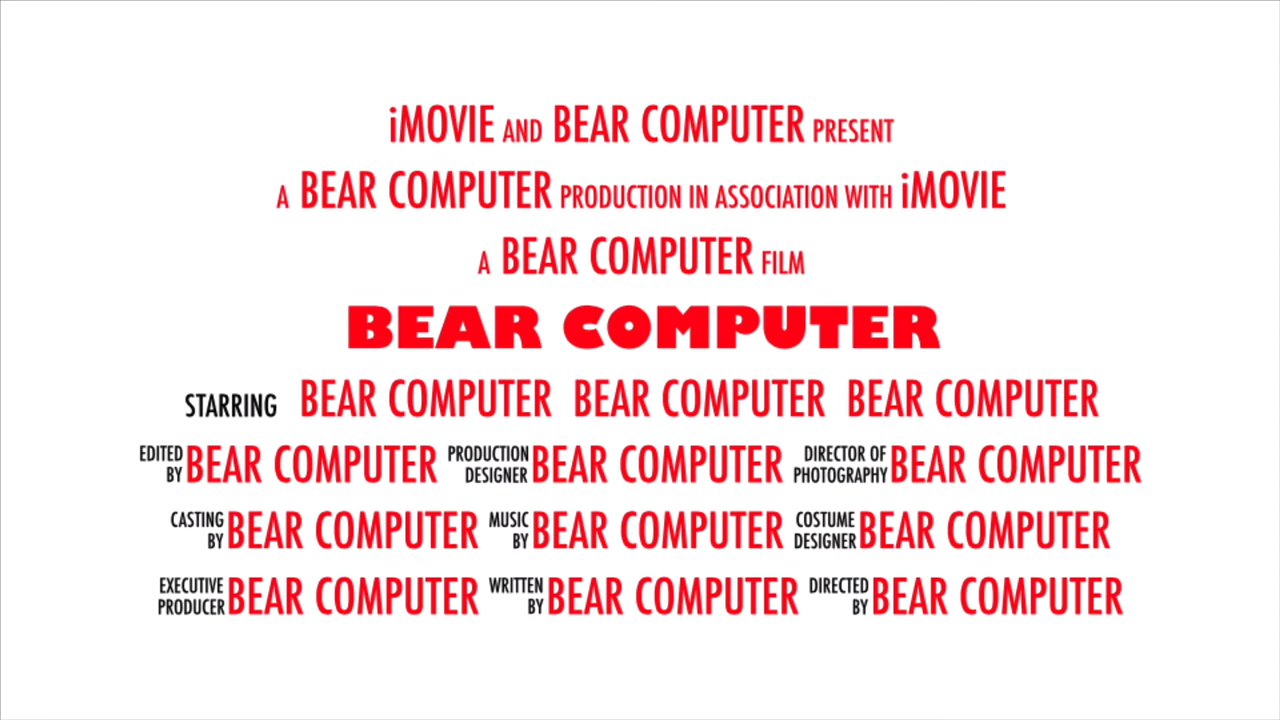 iMOVIE AND BEAR COMPUTER PRESENT
A BEAR COMPUTER PRODUCTION IN ASSOCIATION WITH iMOVIE
A BEAR COMPUTER FILM
BEAR COMPUTER
STARRING BEAR COMPUTER BEAR COMPUTER BEAR COMPUTER
EDITED BY BEAR COMPUTER PRODUCTION DESIGNER BEAR COMPUTER DIRECTOR OF PHOTOGRAPHY BEAR COMPUTER
CASTING BY BEAR COMPUTER MUSIC BY BEAR COMPUTER COSTUME DESIGNER BEAR COMPUTER
EXECUTIVE PRODUCER BEAR COMPUTER WRITTEN BY BEAR COMPUTER DIRECTED BY BEAR COMPUTER